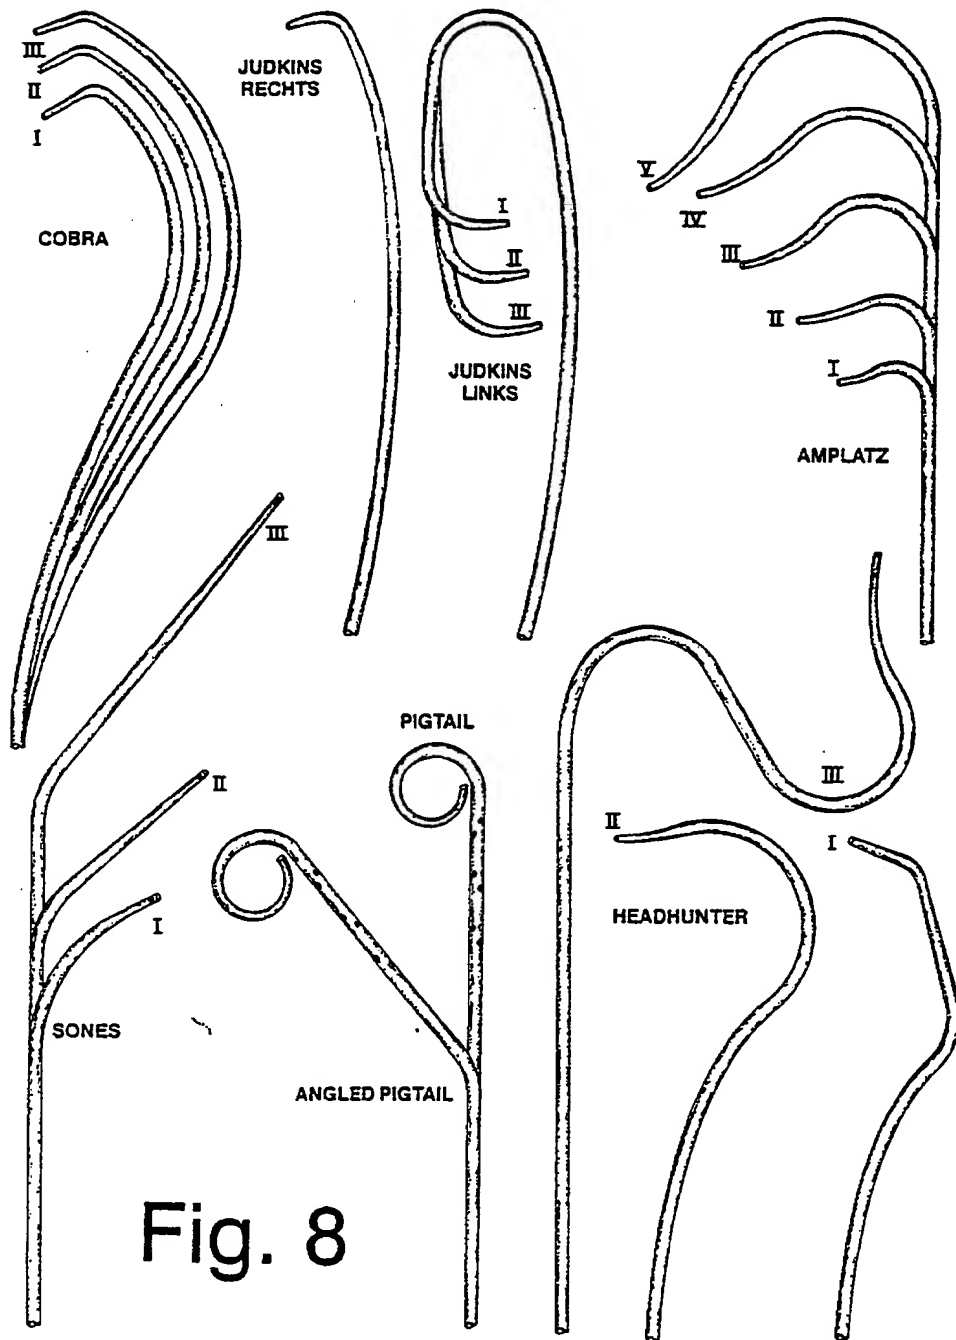 III
II
I
COBRA
JUDKINS
RECHTS
I
II
III
JUDKINS
LINKS
V
IV
III
II
I
AMPLATZ
III
II
I
SONES
PIGTAIL
ANGLED PIGTAIL
III
II
I
HEADHUNTER
Fig. 8